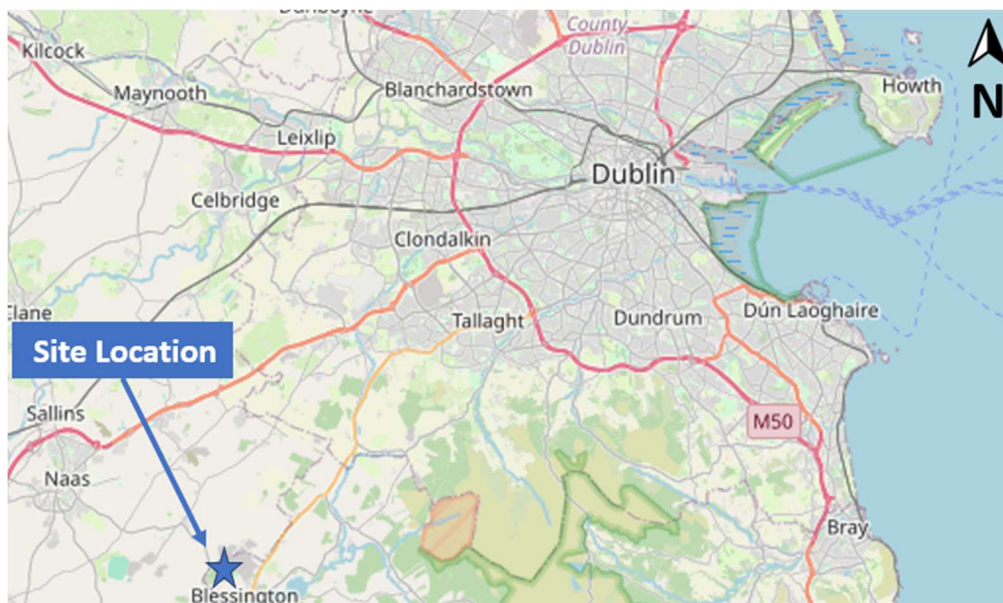 County
Dublin
Kilcock
Maynooth
Blanchardstown
Howth
N
Leixlip
Dublin
Celbridge
Clondalkin
Dún Laoghaire
Tallaght
Dundrum
Site Location
Sallins
M50
Naas
Bray
Blessington